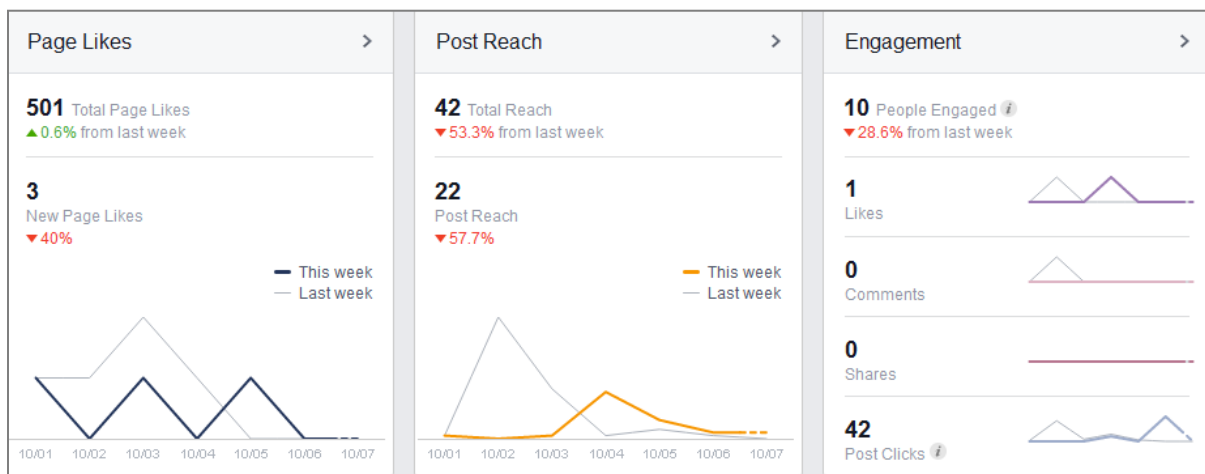 Page Likes
501 Total Page Likes
0.6% from last week
3
New Page Likes
40%
This week
Last week
10/01 10/02 10/03 10/04 10/05 10/06 10/07
Post Reach
42 Total Reach
53.3% from last week
22
Post Reach
57.7%
This week
Last week
10/01 10/02 10/03 10/04 10/05 10/06 10/07
Engagement
10 People Engaged i
28.6% from last week
1
Likes
0
Comments
0
Shares
42
Post Clicks i